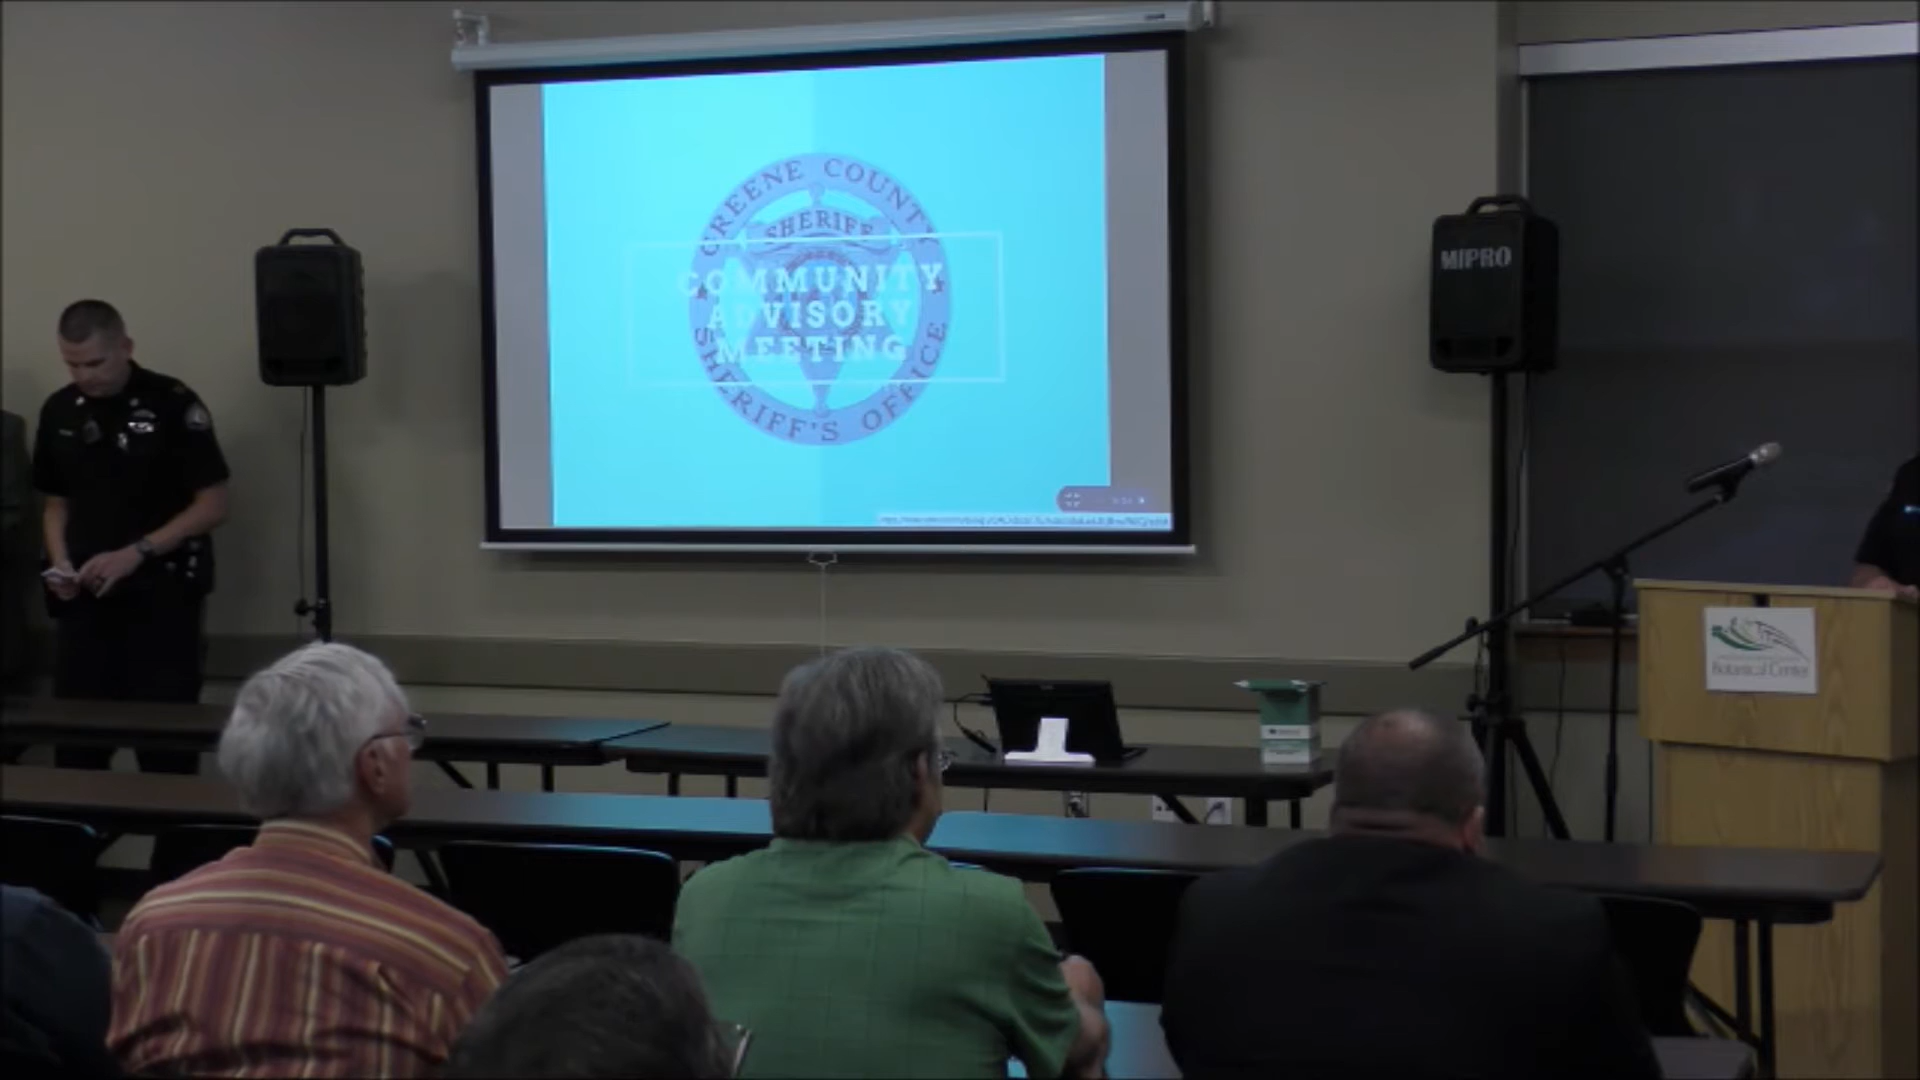 GREENE COUNTY
SHERIFF
COMMUNITY
ADVISORY
MEETING
SHERIFF'S OFFICE
MIPRO
Botanical Center